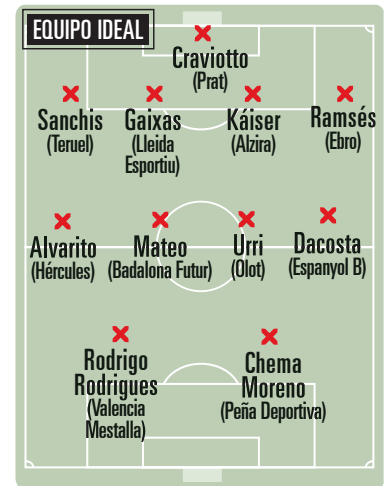 EQUIPO IDEAL
Craviotto
(Prat)
Sanchis
(Teruel)
Gaixas
(Lleida
Esportiu)
Káiser
(Alzira)
Ramsés
(Ebro)
Alvarito
(Hércules)
Mateo
(Badalona Futur)
Urri
(Olot)
Dacosta
(Espanyol B)
Rodrigo
Rodrigues
(Valencia
Mestalla)
Chema
Moreno
(Peña Deportiva)